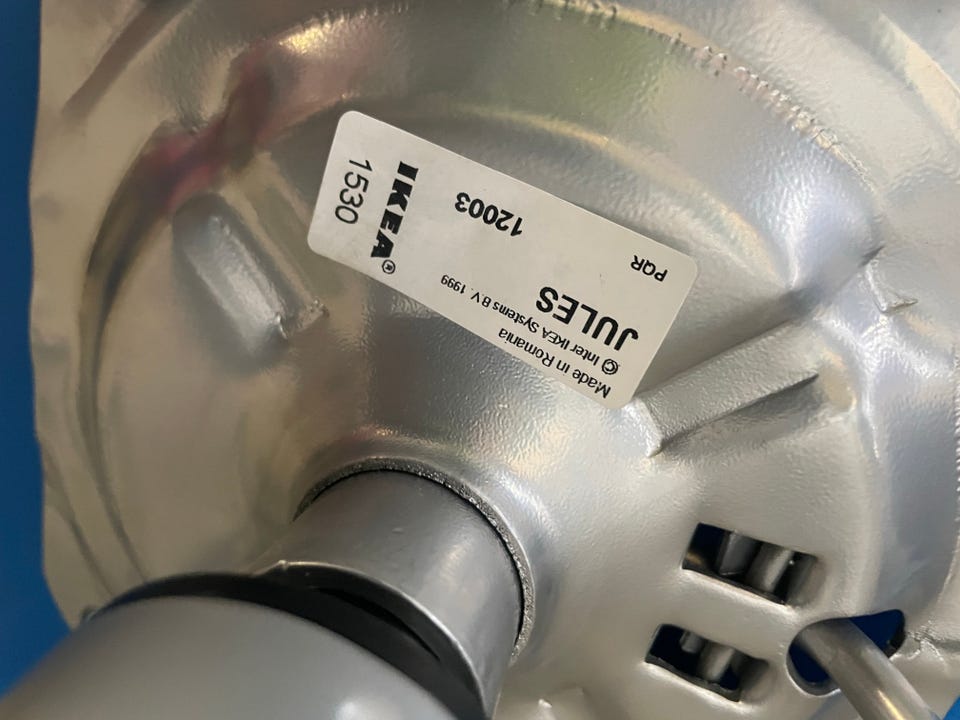 Made in Romania
© Inter IKEA Systems B.V. 1999
JULES
PQR
12003
IKEA®
1530